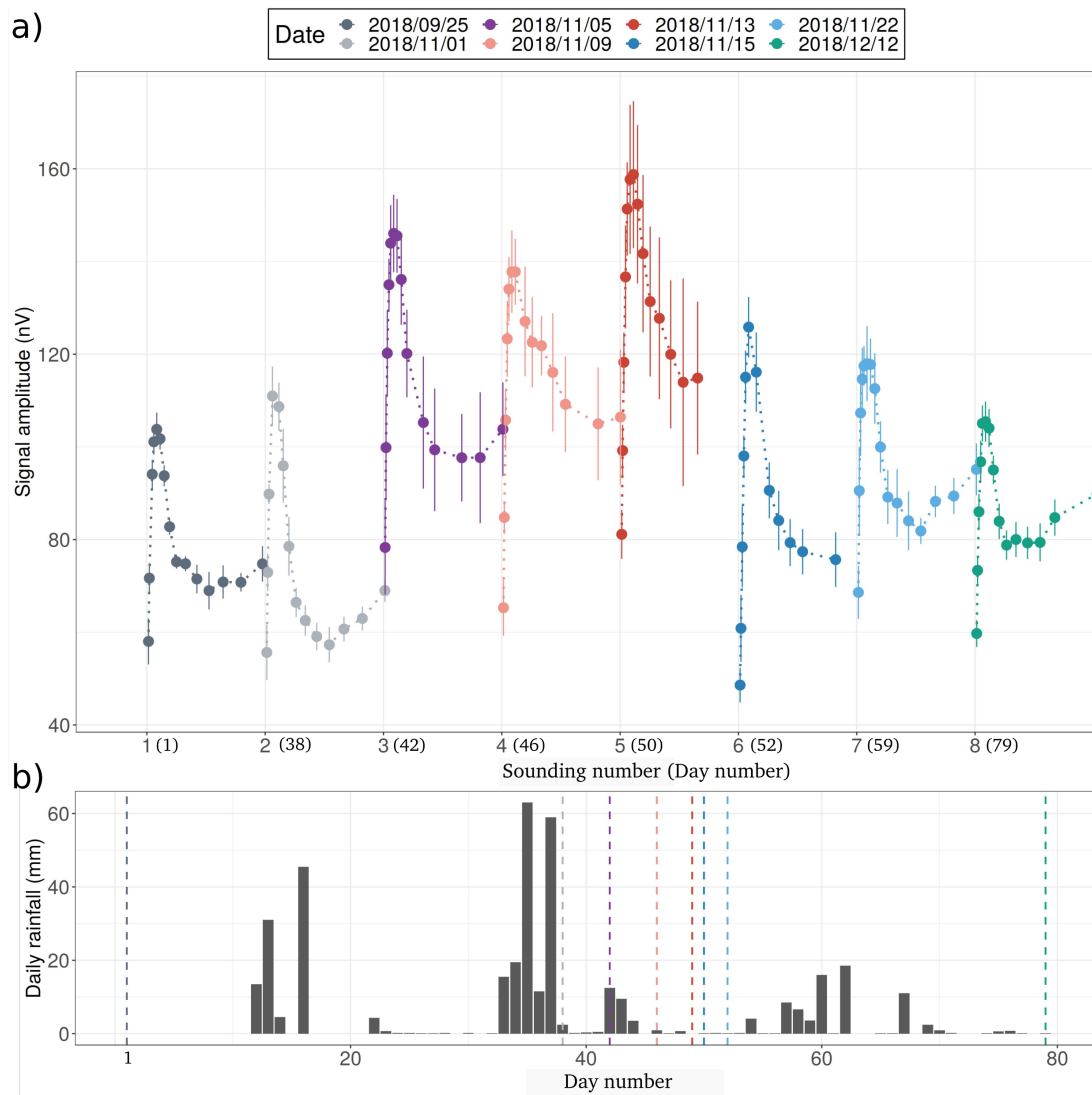 a)
Date
2018/09/25 2018/11/05 2018/11/13 2018/11/22
2018/11/01 2018/11/09 2018/11/15 2018/12/12
Signal amplitude (nV)
160
120
80
40
1 (1) 2 (38) 3 (42) 4 (46) 5 (50) 6 (52) 7 (59) 8 (79)
Sounding number (Day number)
b)
Daily rainfall (mm)
60
40
20
0
1 20 40 60 80
Day number